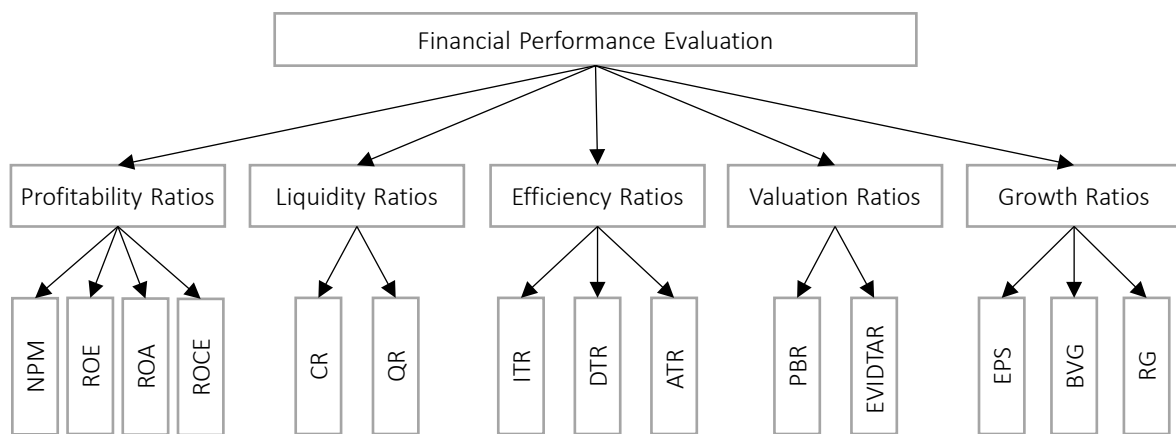 Financial Performance Evaluation
Profitability Ratios
Liquidity Ratios
Efficiency Ratios
Valuation Ratios
Growth Ratios
NPM
ROE
ROA
ROCE
CR
QR
ITR
DTR
ATR
PBR
EVIDTAR
EPS
BVG
RG